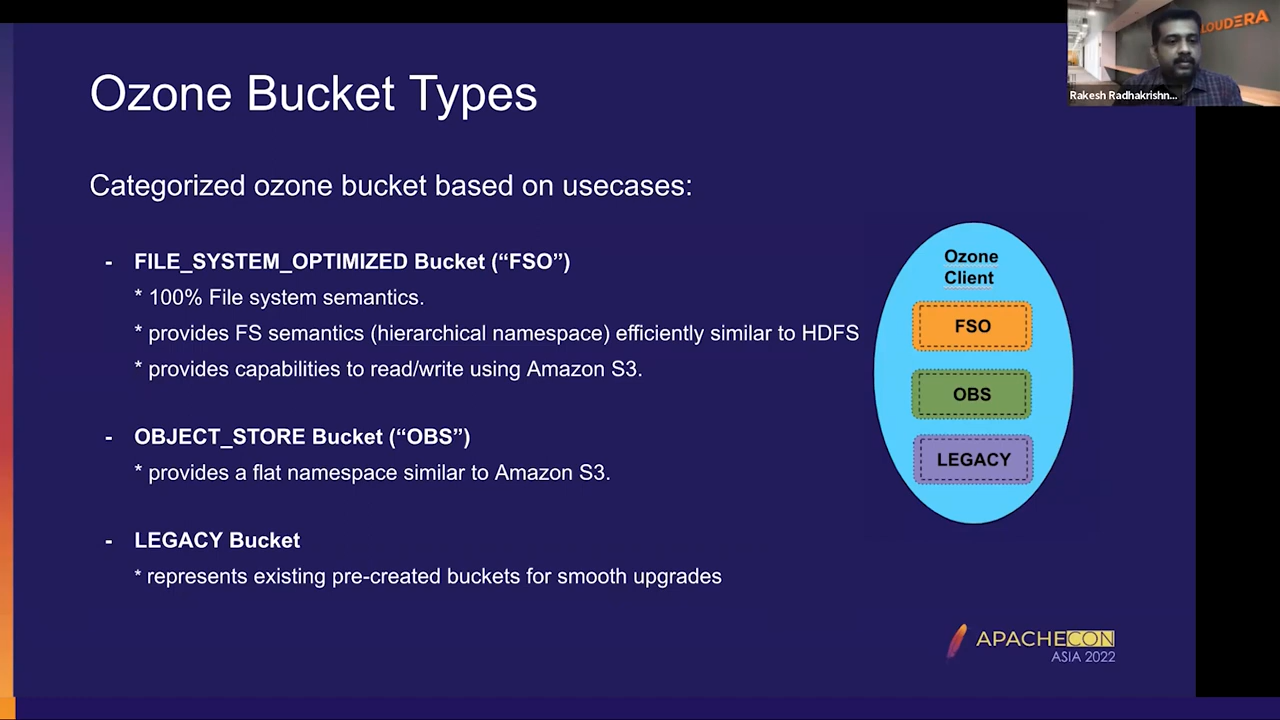 Ozone Bucket Types
Categorized ozone bucket based on usecases:
- FILE_SYSTEM_OPTIMIZED Bucket (“FSO”)
* 100% File system semantics.
* provides FS semantics (hierarchical namespace) efficiently similar to HDFS
* provides capabilities to read/write using Amazon S3.
- OBJECT_STORE Bucket (“OBS”)
* provides a flat namespace similar to Amazon S3.
- LEGACY Bucket
* represents existing pre-created buckets for smooth upgrades
Ozone
Client
FSO
OBS
LEGACY
APACHECON
ASIA 2022
LOUDERA
Rakesh Radhakrishn...